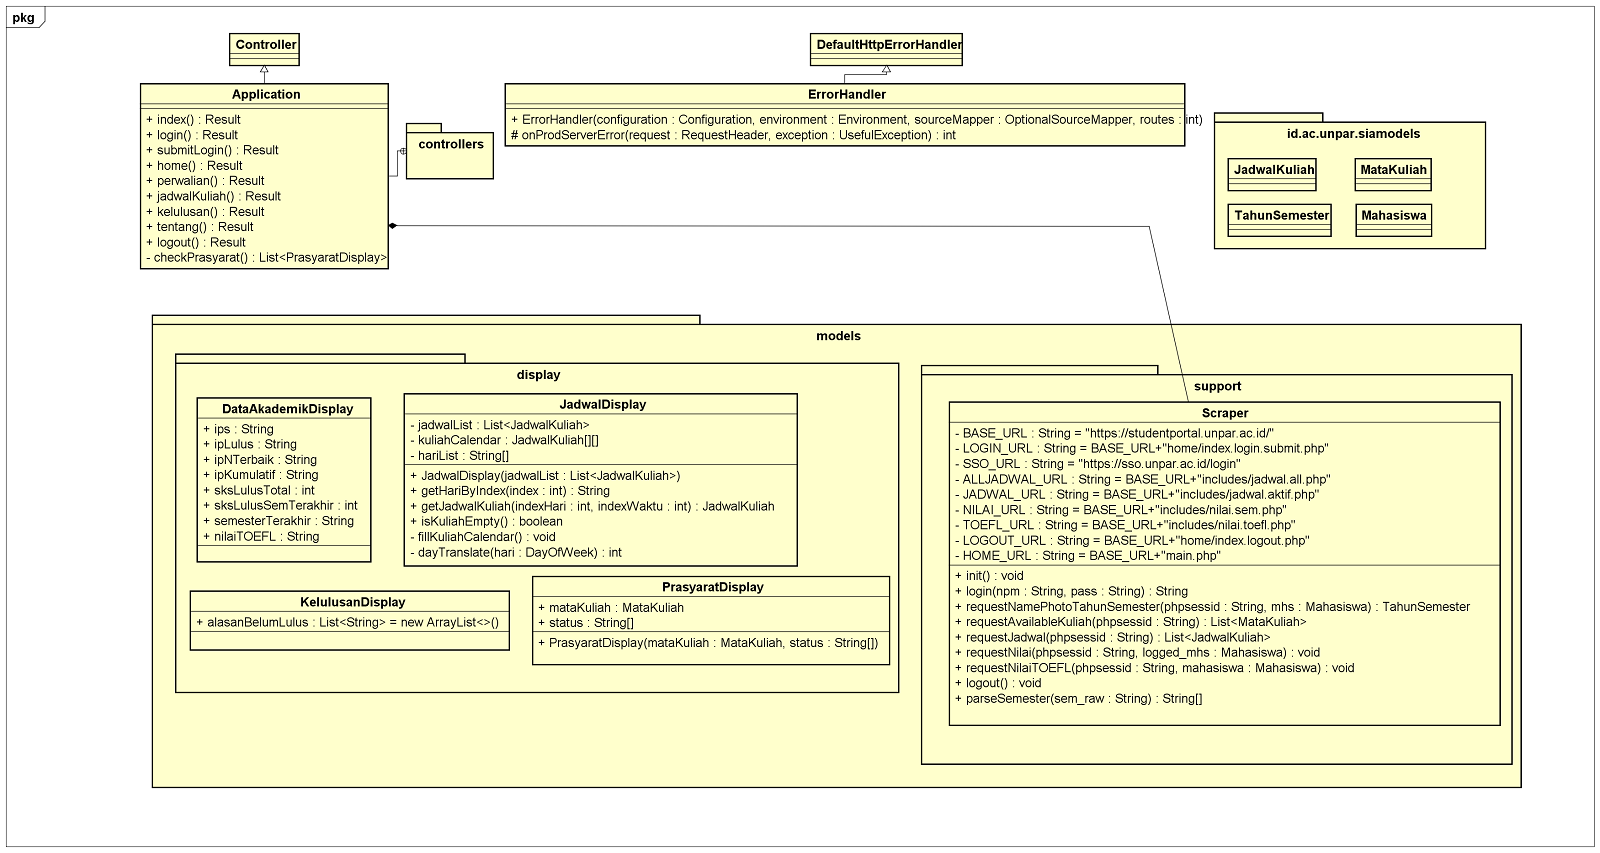 pkg
Controller
Application
+ index() : Result
+ login() : Result
+ submitLogin() : Result
+ home() : Result
+ perwalian() : Result
+ jadwalKuliah() : Result
+ kelulusan() : Result
+ tentang() : Result
+ logout() : Result
- checkPrasyarat() : List<PrasyaratDisplay>
controllers
DefaultHttpErrorHandler
ErrorHandler
+ ErrorHandler(configuration : Configuration, environment : Environment, sourceMapper : OptionalSourceMapper, routes : int)
# onProdServerError(request : RequestHeader, exception : UsefulException) : int
id.ac.unpar.siamodels
JadwalKuliah
MataKuliah
TahunSemester
Mahasiswa
models
display
DataAkademikDisplay
+ ips : String
+ ipLulus : String
+ ipNTerbaik : String
+ ipKumulatif : String
+ sksLulusTotal : int
+ sksLulusSemTerakhir : int
+ semesterTerakhir : String
+ nilaiTOEFL : String
JadwalDisplay
- jadwalList : List<JadwalKuliah>
- kuliahCalendar : JadwalKuliah[][]
- hariList : String[]
+ JadwalDisplay(jadwalList : List<JadwalKuliah>)
+ getHariByIndex(index : int) : String
+ getJadwalKuliah(indexHari : int, indexWaktu : int) : JadwalKuliah
+ isKuliahEmpty() : boolean
- fillKuliahCalendar() : void
- dayTranslate(hari : DayOfWeek) : int
KelulusanDisplay
+ alasanBelumLulus : List<String> = new ArrayList<>()
PrasyaratDisplay
+ mataKuliah : MataKuliah
+ status : String[]
+ PrasyaratDisplay(mataKuliah : MataKuliah, status : String[])
support
Scraper
- BASE_URL : String = "https://studentportal.unpar.ac.id/"
- LOGIN_URL : String = BASE_URL+"home/index.login.submit.php"
- SSO_URL : String = "https://sso.unpar.ac.id/login"
- ALLJADWAL_URL : String = BASE_URL+"includes/jadwal.all.php"
- JADWAL_URL : String = BASE_URL+"includes/jadwal.aktif.php"
- NILAI_URL : String = BASE_URL+"includes/nilai.sem.php"
- TOEFL_URL : String = BASE_URL+"includes/nilai.toefl.php"
- LOGOUT_URL : String = BASE_URL+"home/index.logout.php"
- HOME_URL : String = BASE_URL+"main.php"
+ init() : void
+ login(npm : String, pass : String) : String
+ requestNamePhotoTahunSemester(phpsessid : String, mhs : Mahasiswa) : TahunSemester
+ requestAvailableKuliah(phpsessid : String) : List<MataKuliah>
+ requestJadwal(phpsessid : String) : List<JadwalKuliah>
+ requestNilai(phpsessid : String, logged_mhs : Mahasiswa) : void
+ requestNilaiTOEFL(phpsessid : String, mahasiswa : Mahasiswa) : void
+ logout() : void
+ parseSemester(sem_raw : String) : String[]